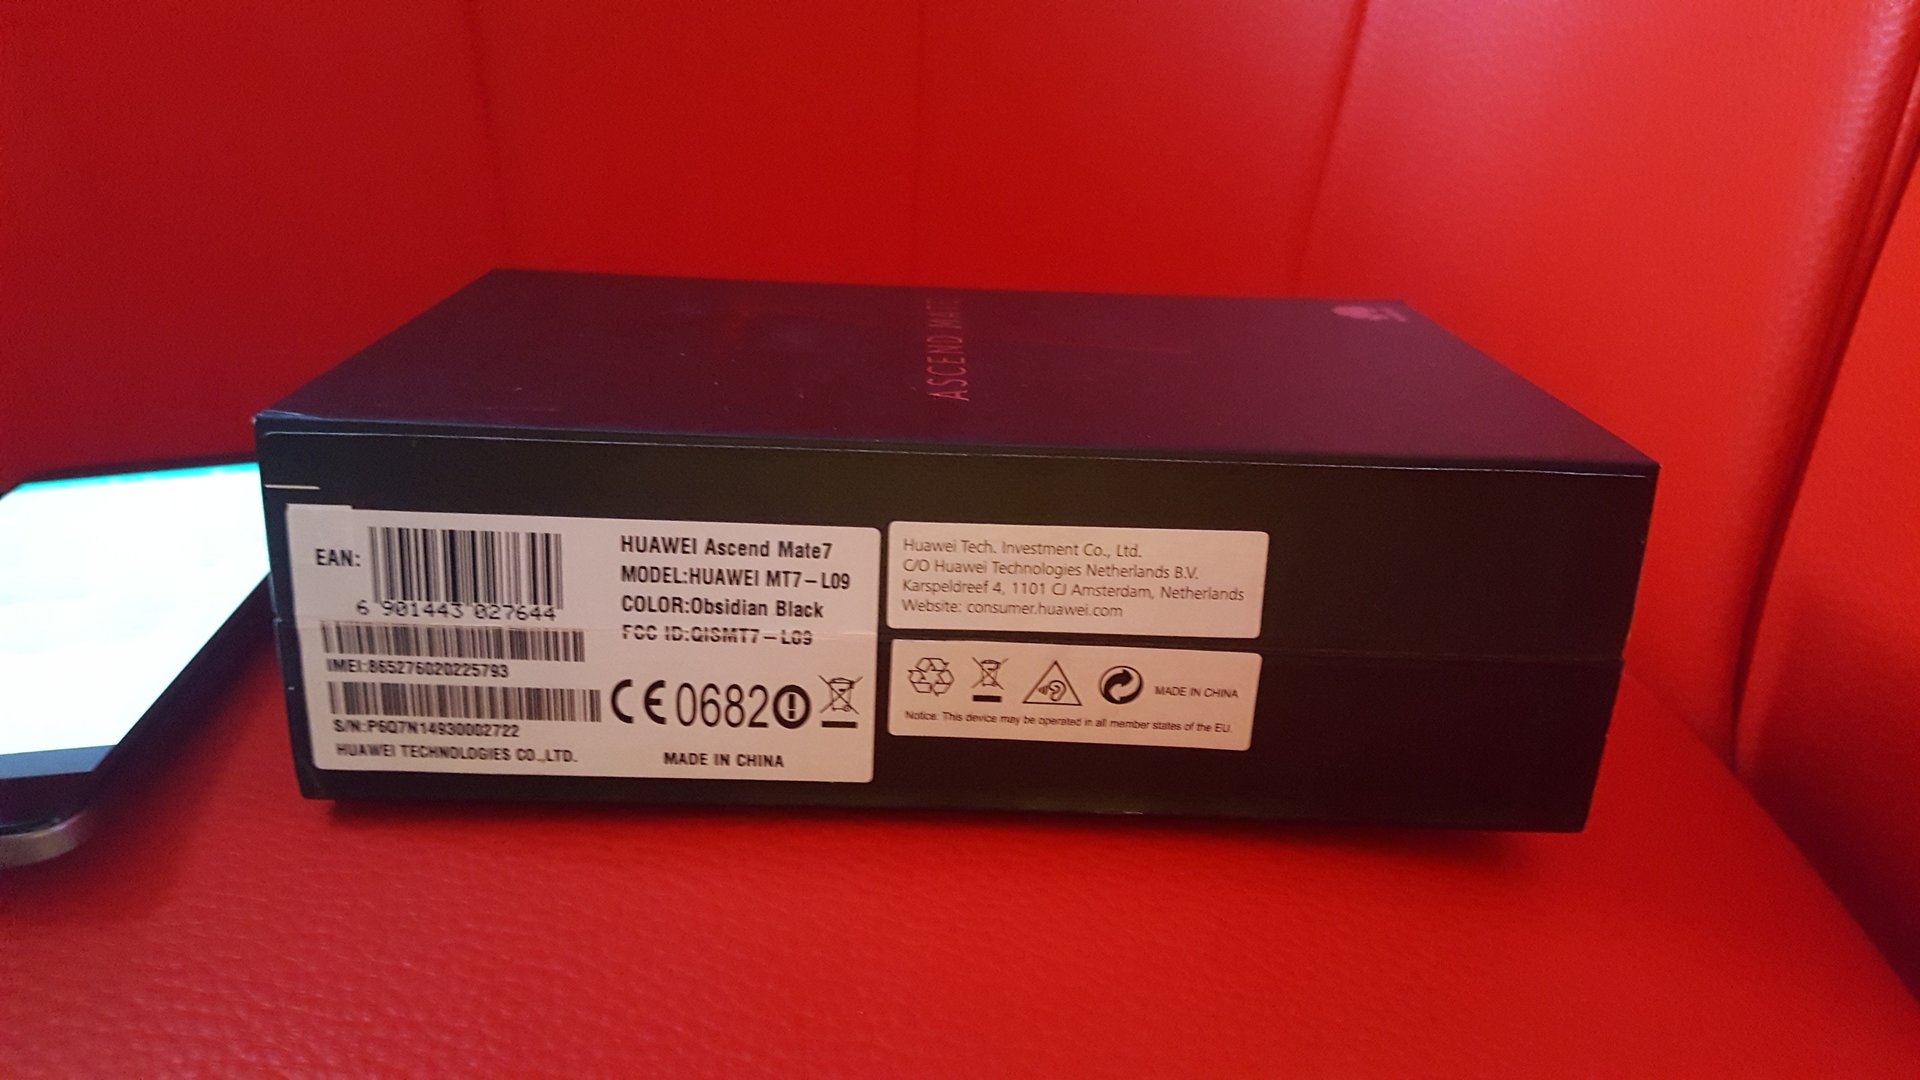 ASCEND MATE
EAN:
6 901443 027644
IMEI:865276020225793
S/N:P6Q7N14930002722
HUAWEI TECHNOLOGIES CO.,LTD.
HUAWEI Ascend Mate7
MODEL:HUAWEI MT7-L09
COLOR:Obsidian Black
FCC ID:QISMT7-L09
CE0682
MADE IN CHINA
Huawei Tech. Investment Co., Ltd.
C/O Huawei Technologies Netherlands B.V.
Karspeldreef 4, 1101 CJ Amsterdam, Netherlands
Website: consumer.huawei.com
MADE IN CHINA
Notice: This device may be operated in all member states of the EU.